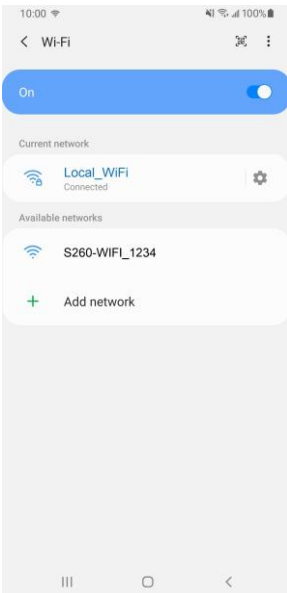 10:00 100%
Wi-Fi
On
Current network
Local_WiFi
Connected
Available networks
S260-WIFI_1234
Add network